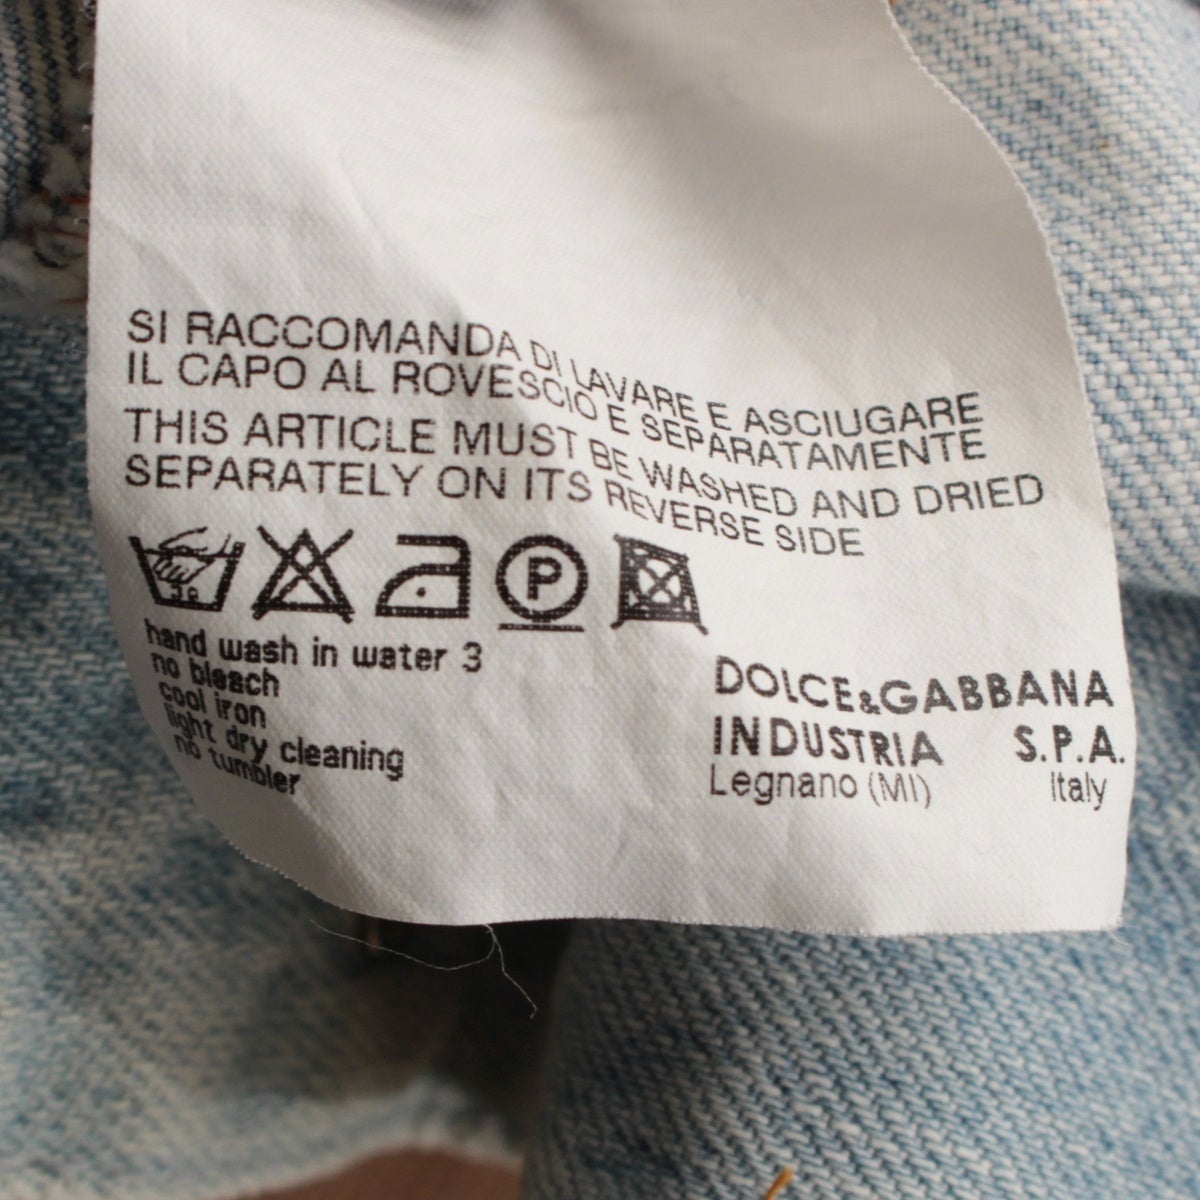 SI RACCOMANDA DI LAVARE E ASCIUGARE
IL CAPO AL ROVESCIO E SEPARATAMENTE
THIS ARTICLE MUST BE WASHED AND DRIED
SEPARATELY ON ITS REVERSE SIDE
P
hand wash in water 3
no bleach
cool iron
light dry cleaning
no tumbler
DOLCE&GABBANA
INDUSTRIA S.P.A.
Legnano (MI) Italy